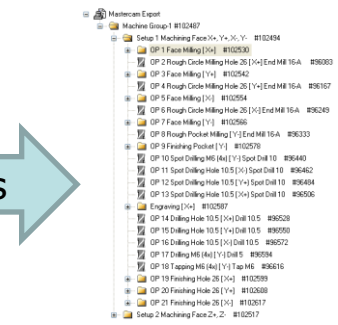 Mastercam Export
Machine Group-1 #102487
Setup 1 Machining Face X+, Y+, X-, Y- #102494
OP 1 Face Milling [X+] #102530
OP 2 Rough Circle Milling Hole 26 [X+] End Mill 16-A #96083
OP 3 Face Milling [Y+] #102542
OP 4 Rough Circle Milling Hole 26 [Y+] End Mill 16-A #96167
OP 5 Face Milling [X-] #102554
OP 6 Rough Circle Milling Hole 26 [X-] End Mill 16-A #96249
OP 7 Face Milling [Y-] #102566
OP 8 Rough Pocket Milling [Y-] End Mill 16-A #96333
OP 9 Finishing Pocket [Y-] #102578
OP 10 Spot Drilling M6 (4x) [Y-] Spot Drill 10 #96440
OP 11 Spot Drilling Hole 10.5 [X-] Spot Drill 10 #96462
OP 12 Spot Drilling Hole 10.5 [Y+] Spot Drill 10 #96484
OP 13 Spot Drilling Hole 10.5 [X+] Spot Drill 10 #96506
Engraving [X+] #102587
OP 14 Drilling Hole 10.5 [X+] Drill 10.5 #96528
OP 15 Drilling Hole 10.5 [Y+] Drill 10.5 #96550
OP 16 Drilling Hole 10.5 [X-] Drill 10.5 #96572
OP 17 Drilling M6 (4x) [Y-] Drill 5 #96594
OP 18 Tapping M6 (4x) [Y-] Tap M6 #96616
OP 19 Finishing Hole 26 [X+] #102599
OP 20 Finishing Hole 26 [Y+] #102608
OP 21 Finishing Hole 26 [X-] #102617
Setup 2 Machining Face Z+, Z- #102517